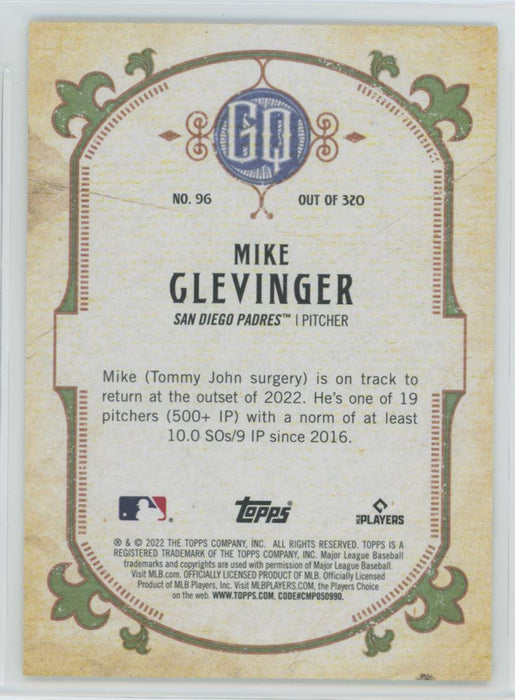 GQ
NO. 96 OUT OF 320
MIKE
CLEVINGER
SAN DIEGO PADRES™ | PITCHER
Mike (Tommy John surgery) is on track to
return at the outset of 2022. He's one of 19
pitchers (500+ IP) with a norm of at least
10.0 SOs/9 IP since 2016.
topps
MLB PLAYERS
® & © 2022 THE TOPPS COMPANY, INC. ALL RIGHTS RESERVED. TOPPS IS A
REGISTERED TRADEMARK OF THE TOPPS COMPANY, INC. Major League Baseball
trademarks and copyrights are used with permission of Major League Baseball.
Visit MLB.com. OFFICIALLY LICENSED PRODUCT OF MLB. Officially Licensed
Product of MLB Players, Inc. Visit MLBPLAYERS.COM, the Players Choice
on the web. WWW.TOPPS.COM. CODE#CMP050990.